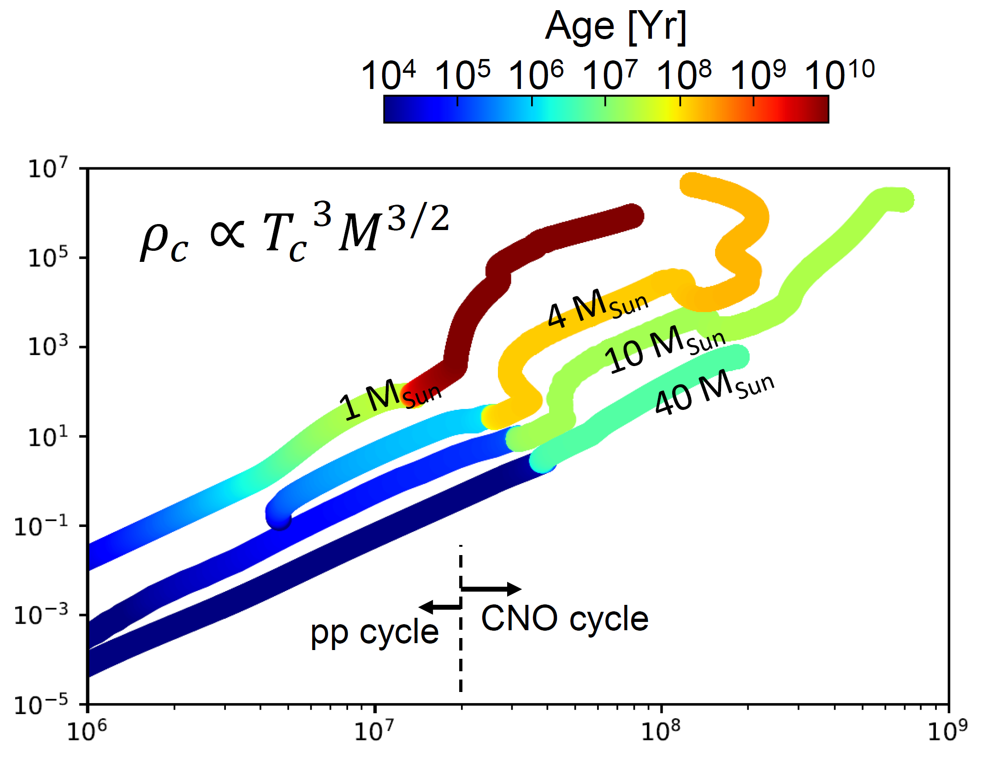 Age [Yr]
10⁴ 10⁵ 10⁶ 10⁷ 10⁸ 10⁹ 10¹⁰
10⁷
ρc ∝ Tc³M³/²
10⁵
4 MSun
10³
10 MSun
1 MSun
40 MSun
10¹
10⁻¹
10⁻³
CNO cycle
pp cycle
10⁻⁵
10⁶ 10⁷ 10⁸ 10⁹